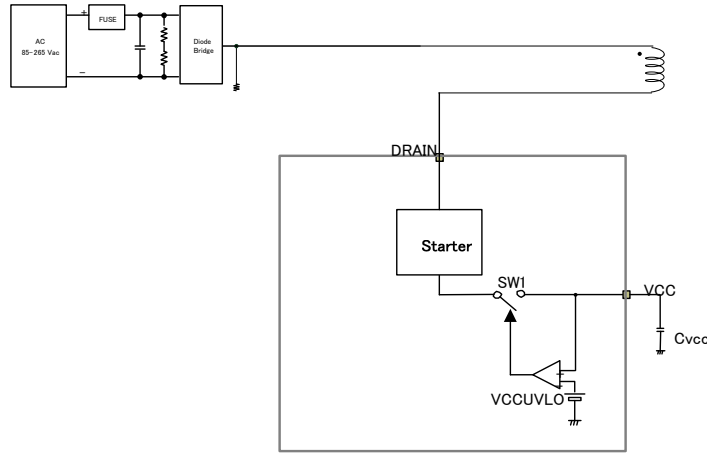 +
FUSE
AC
85-265 Vac
Diode
Bridge
-
DRAIN
Starter
SW1
VCC
Cvcc
+
VCCUVLO
+